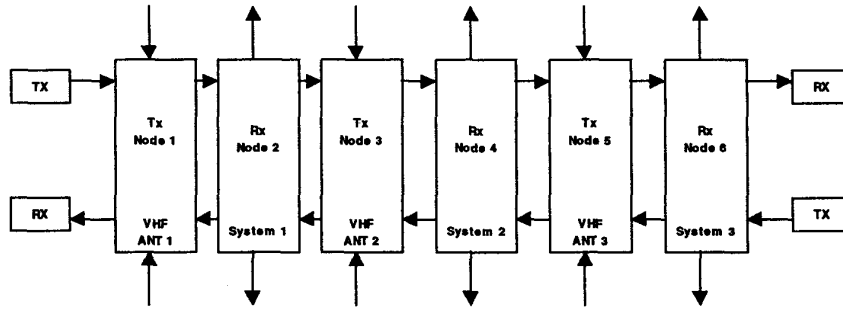 TX
Tx
Node 1
VHF
ANT 1
Rx
Node 2
System 1
Tx
Node 3
VHF
ANT 2
Rx
Node 4
System 2
Tx
Node 5
VHF
ANT 3
Rx
Node 6
System 3
RX
RX
TX